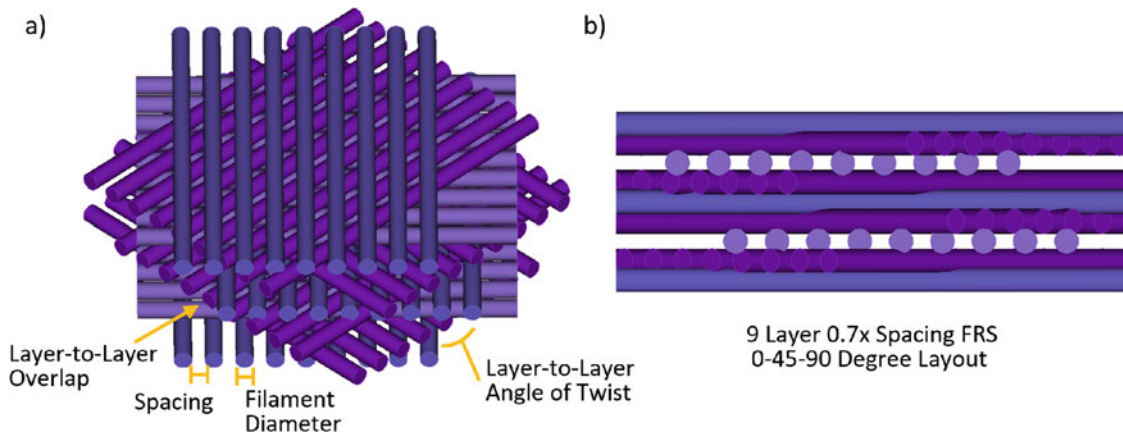 a)
b)
Layer-to-Layer
Overlap
Spacing
Filament
Diameter
Layer-to-Layer
Angle of Twist
9 Layer 0.7x Spacing FRS
0-45-90 Degree Layout